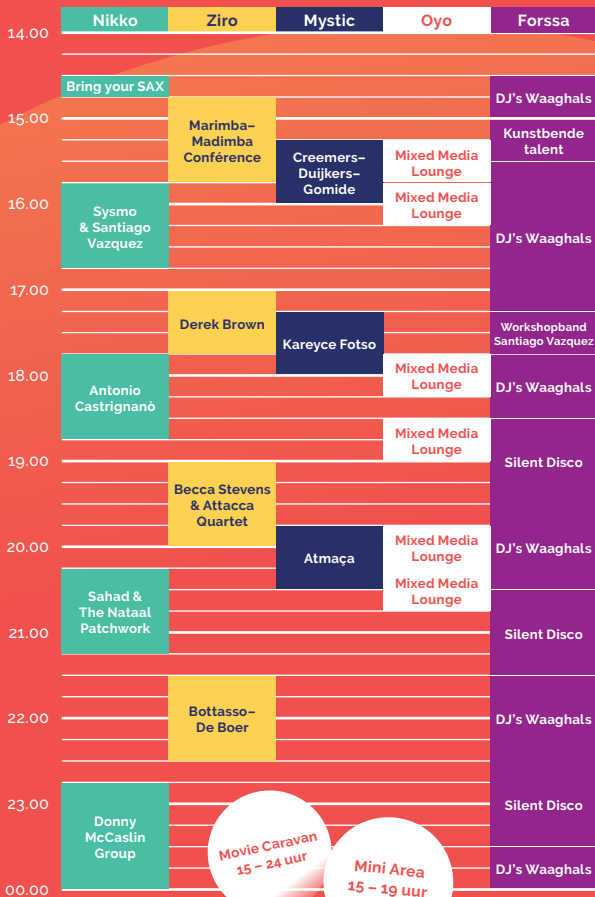 Nikko Ziro Mystic Oyo Forssa
14.00
Bring your SAX
DJ's Waaghals
15.00
Marimba–
Madimba
Conférence
Kunstbende
talent
Creemers–
Duijkers–
Gomide
Mixed Media
Lounge
16.00
Mixed Media
Lounge
Sysmo
& Santiago
Vazquez
DJ's Waaghals
17.00
Derek Brown
Kareyce Fotso
Workshopband
Santiago Vazquez
18.00
Mixed Media
Lounge
Antonio
Castrignanò
DJ's Waaghals
Mixed Media
Lounge
19.00
Silent Disco
Becca Stevens
& Attacca
Quartet
20.00
Atmaça
Mixed Media
Lounge
DJ's Waaghals
Mixed Media
Lounge
Sahad &
The Nataal
Patchwork
21.00
Silent Disco
22.00
Bottasso–
De Boer
DJ's Waaghals
23.00
Silent Disco
Donny
McCaslin
Group
Movie Caravan
15 – 24 uur
Mini Area
15 – 19 uur
DJ's Waaghals
00.00